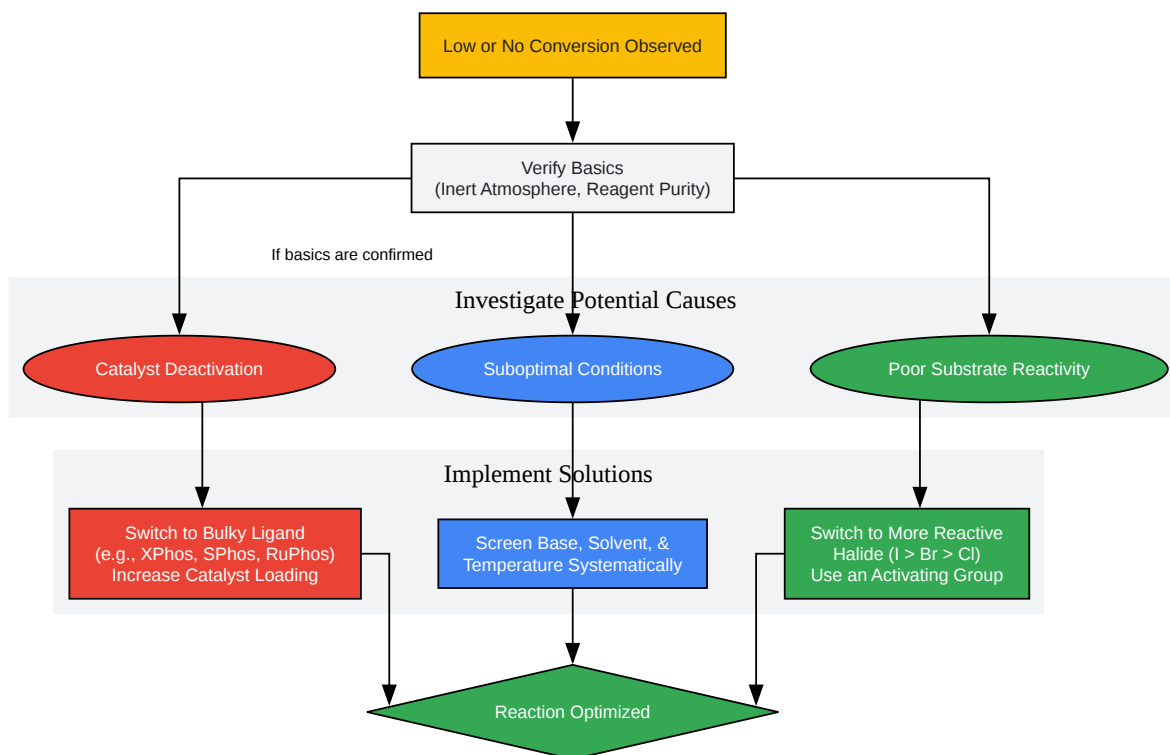 Low or No Conversion Observed
Verify Basics
(Inert Atmosphere, Reagent Purity)
If basics are confirmed
Investigate Potential Causes
Catalyst Deactivation
Suboptimal Conditions
Poor Substrate Reactivity
Implement Solutions
Switch to Bulky Ligand
(e.g., XPhos, SPhos, RuPhos)
Increase Catalyst Loading
Screen Base, Solvent, &
Temperature Systematically
Switch to More Reactive
Halide (I > Br > Cl)
Use an Activating Group
Reaction Optimized